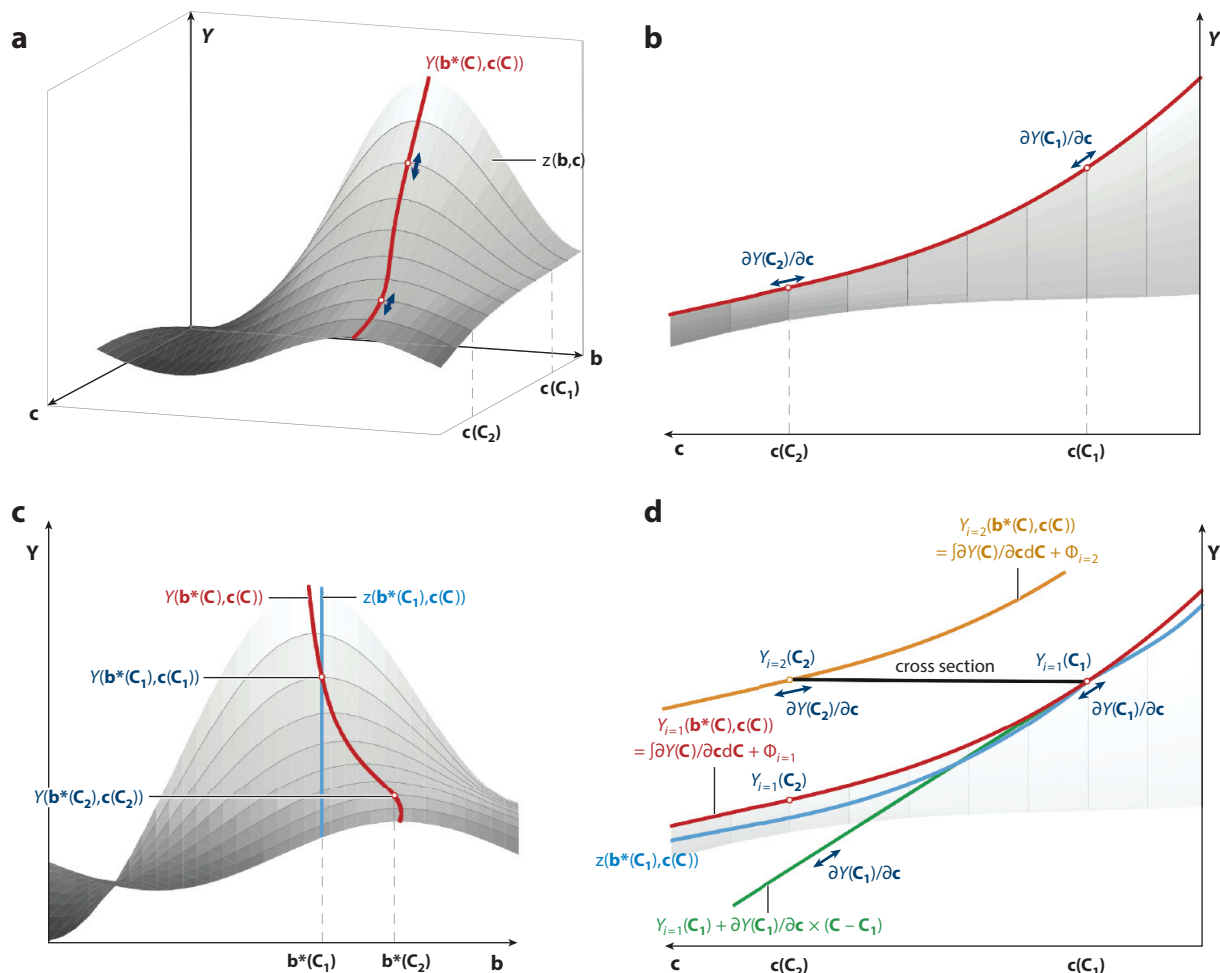 a
Y
Y(b*(C),c(C))
z(b,c)
b
c(C₁)
c
c(C₂)
b
Y
∂Y(C₁)/∂c
∂Y(C₂)/∂c
c
c(C₂)
c(C₁)
c
Y
Y(b*(C),c(C))
z(b*(C₁),c(C))
Y(b*(C₁),c(C₁))
Y(b*(C₂),c(C₂))
b*(C₁)
b*(C₂)
b
d
Y
Yᵢ₌₂(b*(C),c(C))
= ∫∂Y(C)/∂cdC + Φᵢ₌₂
Yᵢ₌₂(C₂)
cross section
Yᵢ₌₁(C₁)
∂Y(C₂)/∂c
∂Y(C₁)/∂c
Yᵢ₌₁(b*(C),c(C))
= ∫∂Y(C)/∂cdC + Φᵢ₌₁
Yᵢ₌₁(C₂)
z(b*(C₁),c(C))
∂Y(C₁)/∂c
Yᵢ₌₁(C₁) + ∂Y(C₁)/∂c × (C – C₁)
c
c(C₂)
c(C₁)